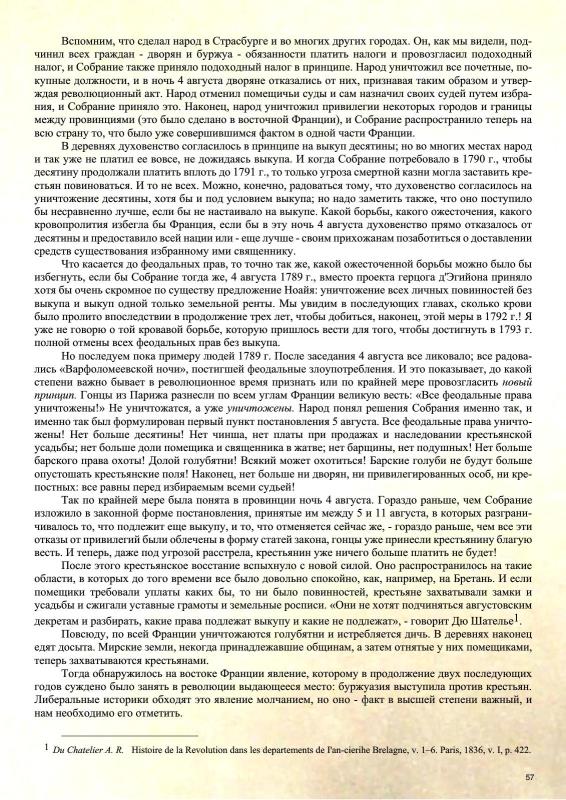 Вспомним, что сделал народ в Страсбурге и во многих других городах. Он, как мы видели, под-
чинил всех граждан - дворян и буржуа - обязанности платить налоги и провозгласил подоходный
налог, и Собрание также приняло подоходный налог в принципе. Народ уничтожил все почетные, по-
купные должности, и в ночь 4 августа дворяне отказались от них, признавая таким образом и утвер-
ждая революционный акт. Народ отменил помещичьи суды и сам назначил своих судей путем избра-
ния, и Собрание приняло это. Наконец, народ уничтожил привилегии некоторых городов и границы
между провинциями (это было сделано в восточной Франции), и Собрание распространило теперь на
всю страну то, что было уже совершившимся фактом в одной части Франции.
В деревнях духовенство согласилось в принципе на выкуп десятины; но во многих местах народ
и так уже не платил ее вовсе, не дожидаясь выкупа. И когда Собрание потребовало в 1790 г., чтобы
десятину продолжали платить вплоть до 1791 г., то только угроза смертной казни могла заставить кре-
стьян повиноваться. И то не всех. Можно, конечно, радоваться тому, что духовенство согласилось на
уничтожение десятины, хотя бы и под условием выкупа; но надо заметить также, что оно поступило
бы несравненно лучше, если бы не настаивало на выкупе. Какой борьбы, какого ожесточения, какого
кровопролития избегла бы Франция, если бы в эту ночь 4 августа духовенство прямо отказалось от
десятины и предоставило всей нации или - еще лучше - своим прихожанам позаботиться о доставлении
средств существования избранному ими священнику.
Что касается до феодальных прав, то точно так же, какой ожесточенной борьбы можно было бы
избегнуть, если бы Собрание тогда же, 4 августа 1789 г., вместо проекта герцога д'Эгийона приняло
хотя бы очень скромное по существу предложение Ноайя: уничтожение всех личных повинностей без
выкупа и выкуп одной только земельной ренты. Мы увидим в последующих главах, сколько крови
было пролито впоследствии в продолжение трех лет, чтобы добиться, наконец, этой меры в 1792 г.! Я
уже не говорю о той кровавой борьбе, которую пришлось вести для того, чтобы достигнуть в 1793 г.
полной отмены всех феодальных прав без выкупа.
Но последуем пока примеру людей 1789 г. После заседания 4 августа все ликовало; все радова-
лись «Варфоломеевской ночи», постигшей феодальные злоупотребления. И это показывает, до какой
степени важно бывает в революционное время признать или по крайней мере провозгласить новый
принцип. Гонцы из Парижа разнесли по всем углам Франции великую весть: «Все феодальные права
уничтожены!» Не уничтожатся, а уже уничтожены. Народ понял решения Собрания именно так, и
именно так был формулирован первый пункт постановления 5 августа. Все феодальные права уничто-
жены! Нет больше десятины! Нет чинша, нет платы при продажах и наследовании крестьянской
усадьбы; нет больше доли помещика и священника в жатве; нет барщины, нет подушных! Нет больше
барского права охоты! Долой голубятни! Всякий может охотиться! Барские голуби не будут больше
опустошать крестьянские поля! Наконец, нет больше ни дворян, ни привилегированных особ, ни кре-
постных: все равны перед избираемым всеми судьей!
Так по крайней мере была понята в провинции ночь 4 августа. Гораздо раньше, чем Собрание
изложило в законной форме постановления, принятые им между 5 и 11 августа, в которых разграни-
чивалось то, что подлежит еще выкупу, и то, что отменяется сейчас же, - гораздо раньше, чем все эти
отказы от привилегий были облечены в форму статей закона, гонцы уже принесли крестьянину благую
весть. И теперь, даже под угрозой расстрела, крестьянин уже ничего больше платить не будет!
После этого крестьянское восстание вспыхнуло с новой силой. Оно распространилось на такие
области, в которых до того времени все было довольно спокойно, как, например, на Бретань. И если
помещики требовали уплаты каких бы, то ни было повинностей, крестьяне захватывали замки и
усадьбы и сжигали уставные грамоты и земельные росписи. «Они не хотят подчиняться августовским
декретам и разбирать, какие права подлежат выкупу и какие не подлежат», - говорит Дю Шателье1.
Повсюду, по всей Франции уничтожаются голубятни и истребляется дичь. В деревнях наконец
едят досыта. Мирские земли, некогда принадлежавшие общинам, а затем отнятые у них помещиками,
теперь захватываются крестьянами.
Тогда обнаружилось на востоке Франции явление, которому в продолжение двух последующих
годов суждено было занять в революции выдающееся место: буржуазия выступила против крестьян.
Либеральные историки обходят это явление молчанием, но оно - факт в высшей степени важный, и
нам необходимо его отметить.
1 Du Chatelier A. R. Histoire de la Revolution dans les departements de I'an-cierihe Brelagne, v. 1–6. Paris, 1836, v. I, p. 422.
57